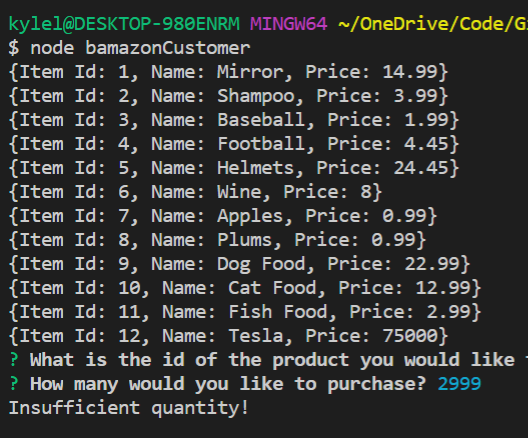 kylel@DESKTOP-980ENRM MINGW64 ~/OneDrive/Code/G
$ node bamazonCustomer
{Item Id: 1, Name: Mirror, Price: 14.99}
{Item Id: 2, Name: Shampoo, Price: 3.99}
{Item Id: 3, Name: Baseball, Price: 1.99}
{Item Id: 4, Name: Football, Price: 4.45}
{Item Id: 5, Name: Helmets, Price: 24.45}
{Item Id: 6, Name: Wine, Price: 8}
{Item Id: 7, Name: Apples, Price: 0.99}
{Item Id: 8, Name: Plums, Price: 0.99}
{Item Id: 9, Name: Dog Food, Price: 22.99}
{Item Id: 10, Name: Cat Food, Price: 12.99}
{Item Id: 11, Name: Fish Food, Price: 2.99}
{Item Id: 12, Name: Tesla, Price: 75000}
? What is the id of the product you would like
? How many would you like to purchase? 2999
Insufficient quantity!